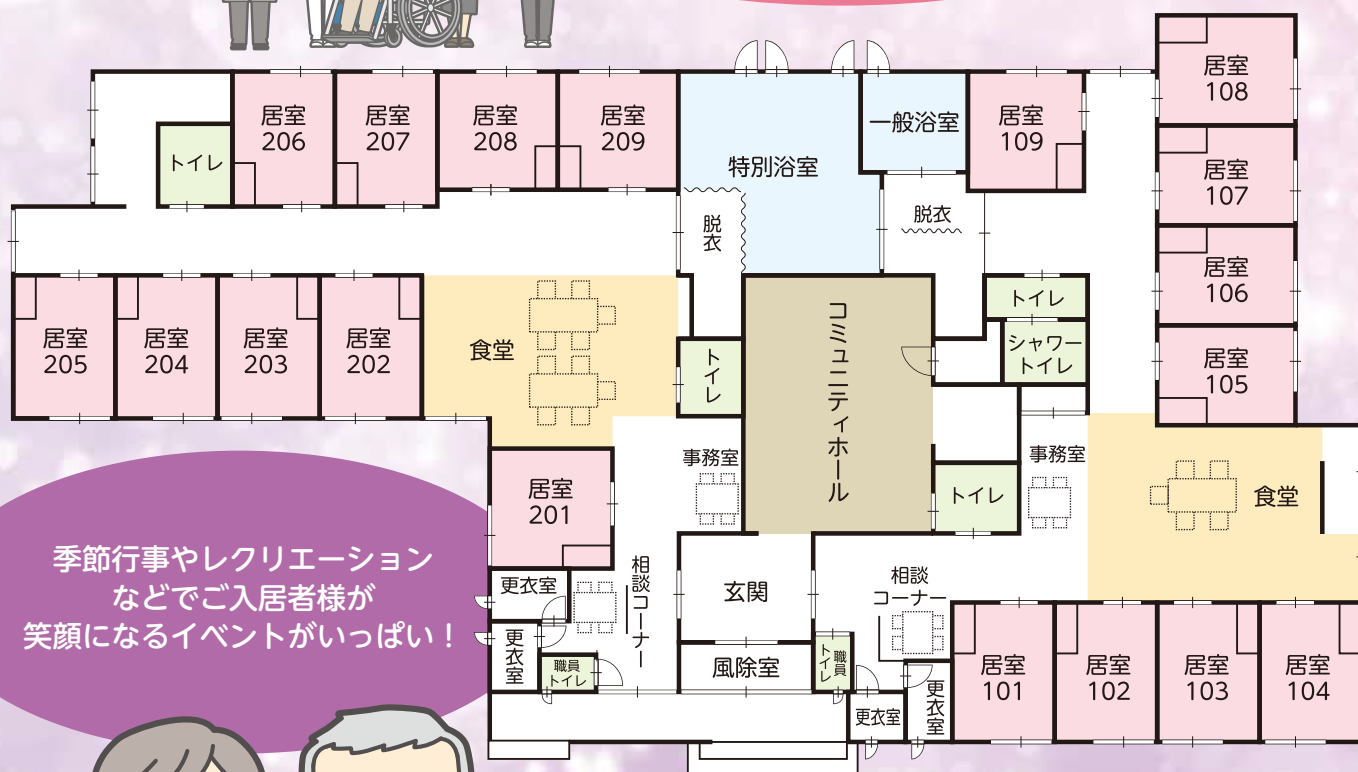 居室
108
居室
206
居室
207
居室
208
居室
209
一般浴室
居室
109
トイレ
特別浴室
居室
107
脱衣
脱衣
居室
106
トイレ
コミュニティホール
居室
205
居室
204
居室
203
居室
202
食堂
トイレ
シャワー
トイレ
居室
105
事務室
事務室
居室
201
トイレ
食堂
季節行事やレクリエーション
などでご入居者様が
笑顔になるイベントがいっぱい!
更衣室
相談コーナー
玄関
相談
コーナー
更衣室
職員
トイレ
風除室
職員
トイレ
居室
101
居室
102
居室
103
居室
104
更衣室
更衣室